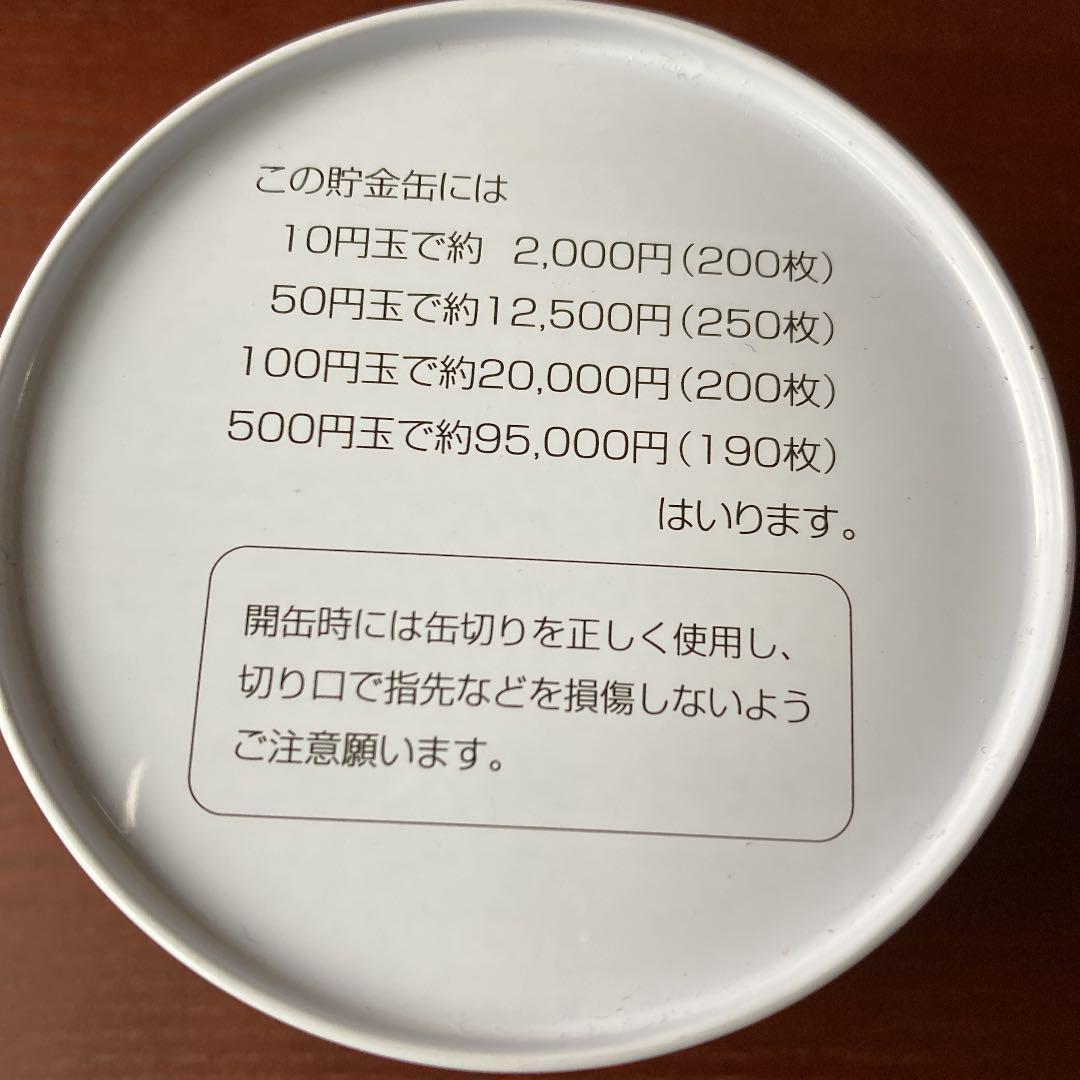 この貯金缶には
10円玉で約 2,000円(200枚)
50円玉で約12,500円(250枚)
100円玉で約20,000円(200枚)
500円玉で約95,000円(190枚)
はいります。
開缶時には缶切りを正しく使用し、
切り口で指先などを損傷しないよう
ご注意願います。